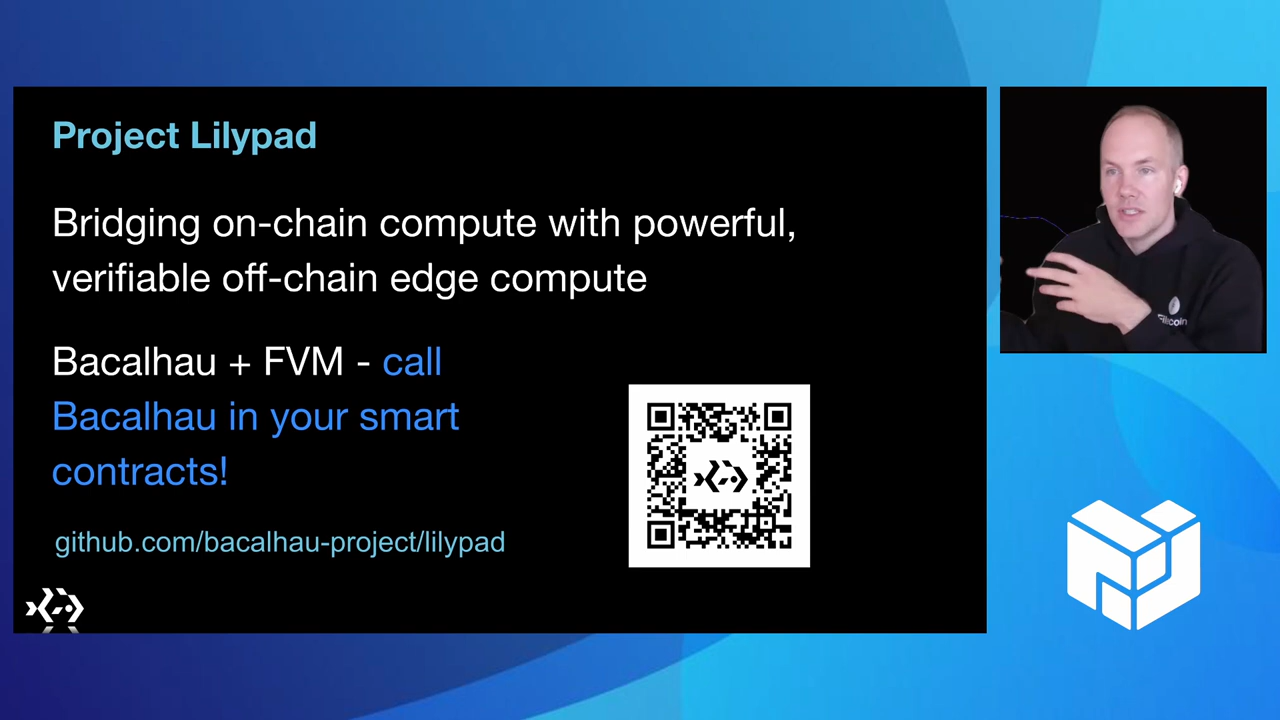 Project Lilypad
Bridging on-chain compute with powerful,
verifiable off-chain edge compute
Bacalhau + FVM - call
Bacalhau in your smart
contracts!
github.com/bacalhau-project/lilypad
Filecoin